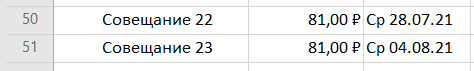 50 Совещание 22 81,00 ₽ Ср 28.07.21
51 Совещание 23 81,00 ₽ Ср 04.08.21